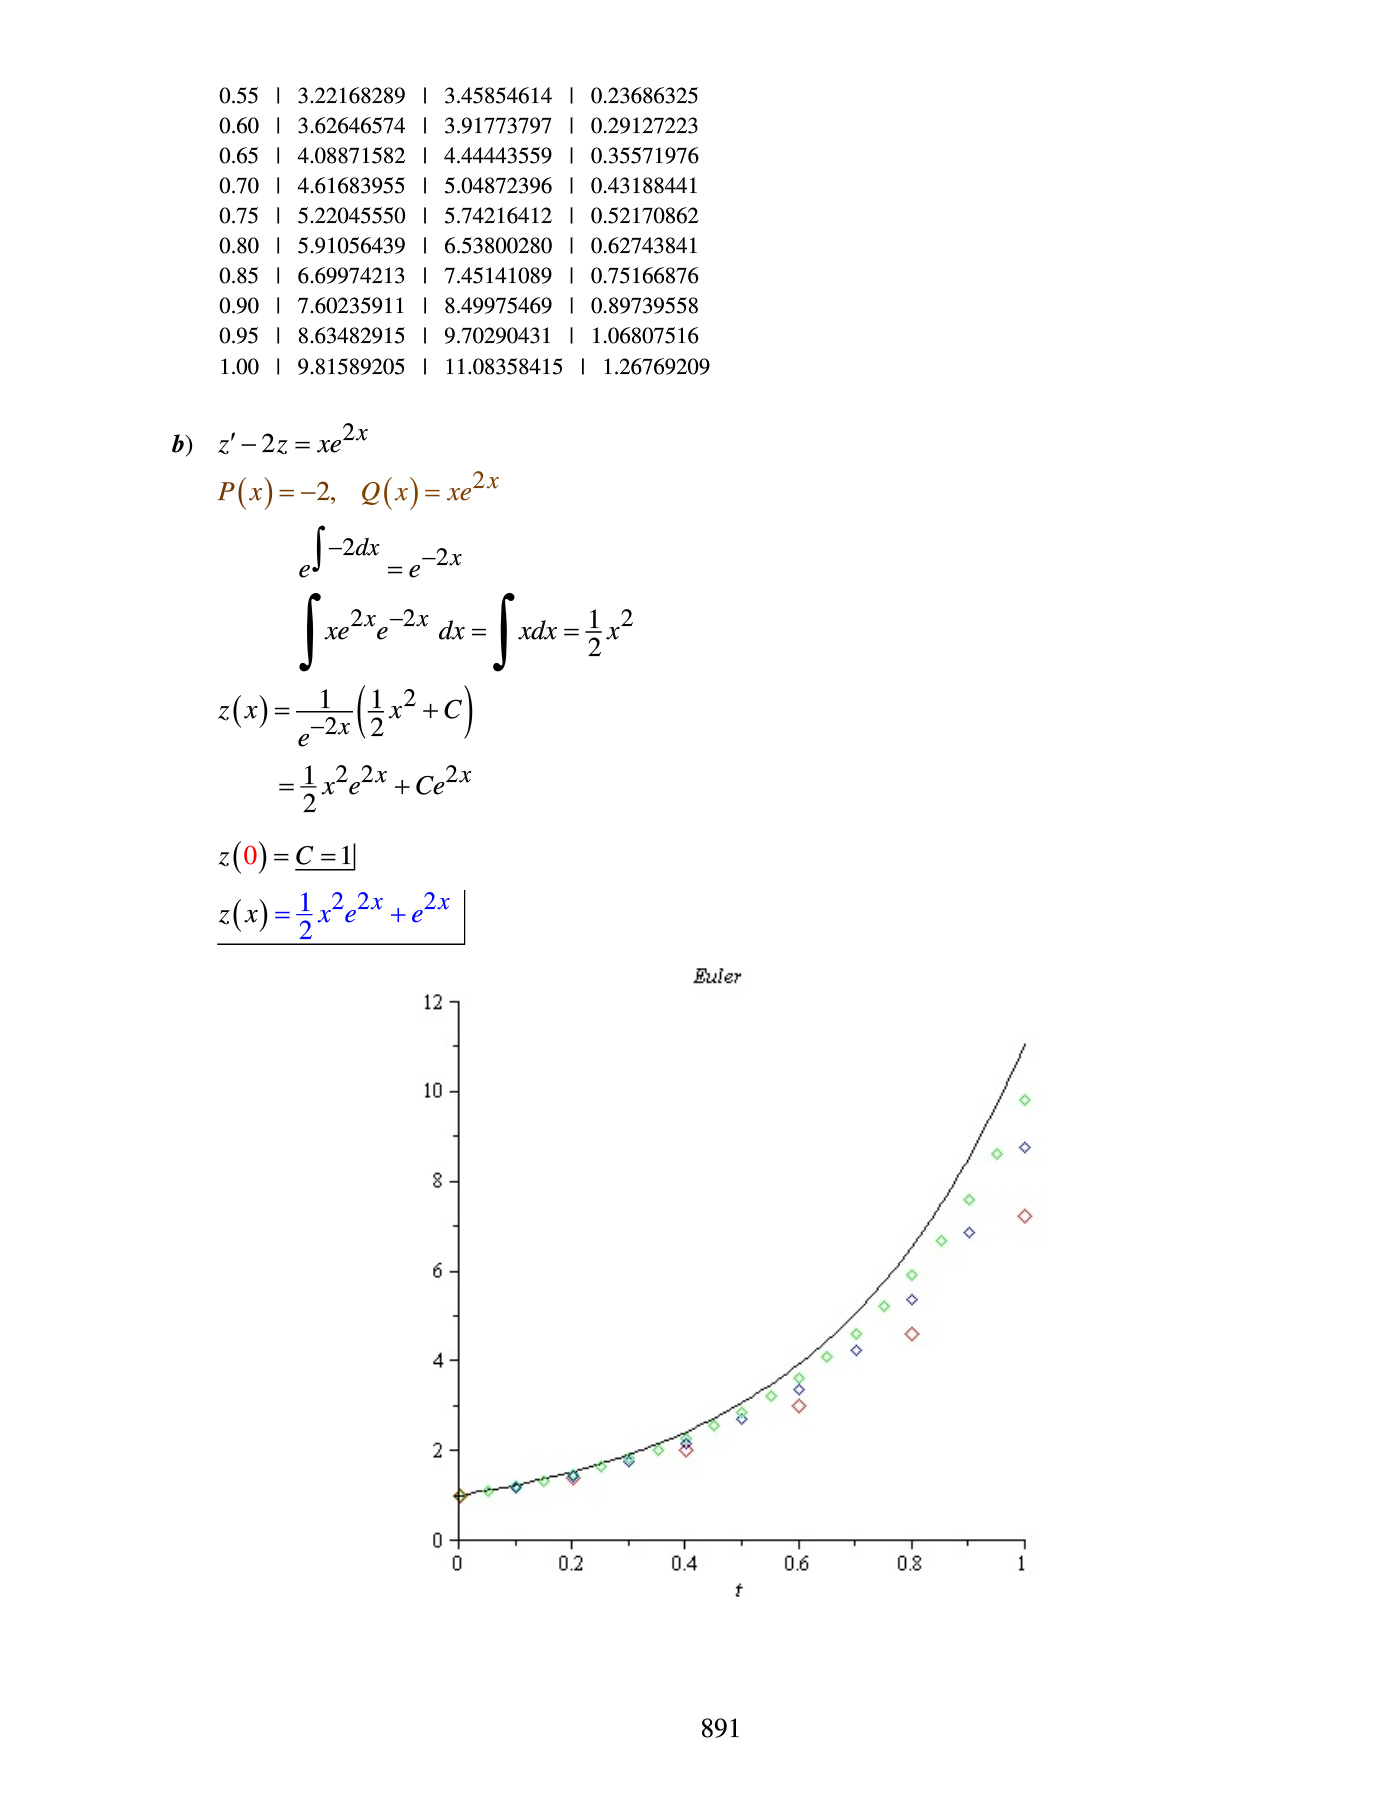 0.55 | 3.22168289 | 3.45854614 | 0.23686325
0.60 | 3.62646574 | 3.91773797 | 0.29127223
0.65 | 4.08871582 | 4.44443559 | 0.35571976
0.70 | 4.61683955 | 5.04872396 | 0.43188441
0.75 | 5.22045550 | 5.74216412 | 0.52170862
0.80 | 5.91056439 | 6.53800280 | 0.62743841
0.85 | 6.69974213 | 7.45141089 | 0.75166876
0.90 | 7.60235911 | 8.49975469 | 0.89739558
0.95 | 8.63482915 | 9.70290431 | 1.06807516
1.00 | 9.81589205 | 11.08358415 | 1.26769209
b) z′ − 2z = xe^{2x}
P(x) = −2, Q(x) = xe^{2x}
e^{∫−2dx} = e^{−2x}
∫ xe^{2x}e^{−2x} dx = ∫ xdx = \frac{1}{2}x^2
z(x) = \frac{1}{e^{−2x}}(\frac{1}{2}x^2 + C)
= \frac{1}{2}x^2e^{2x} + Ce^{2x}
z(0) = C = 1
z(x) = \frac{1}{2}x^2e^{2x} + e^{2x}
Euler
12
10
8
6
4
2
0
0 0.2 0.4 0.6 0.8 1
t
891